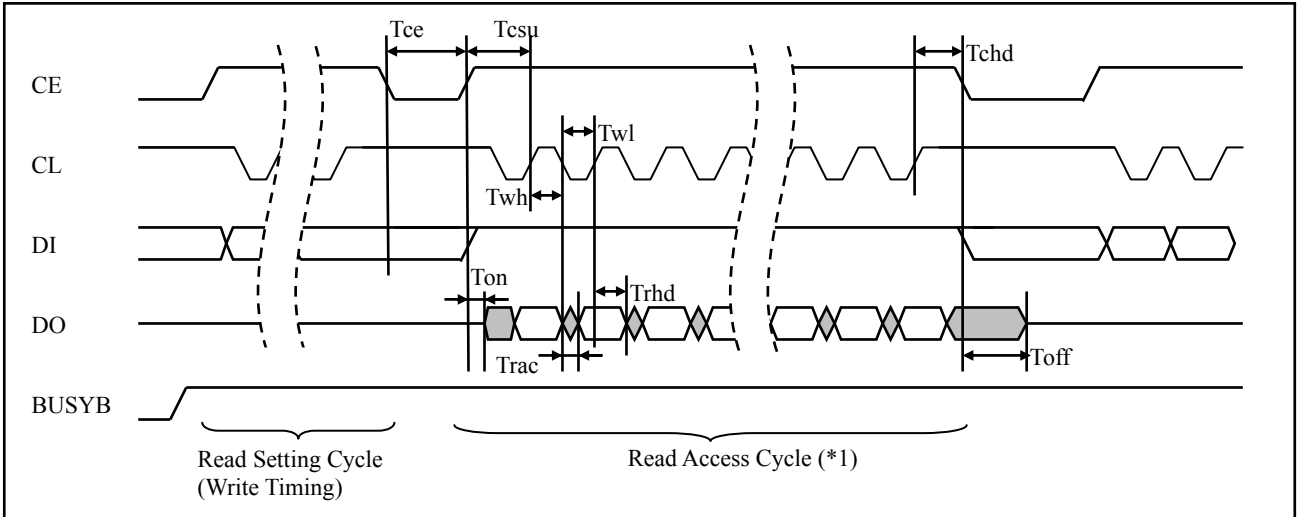 Tce
Tcsu
Tchd
CE
Twl
CL
Twh
DI
Ton
Trhd
DO
Trac
Toff
BUSYB
Read Setting Cycle
(Write Timing)
Read Access Cycle (*1)